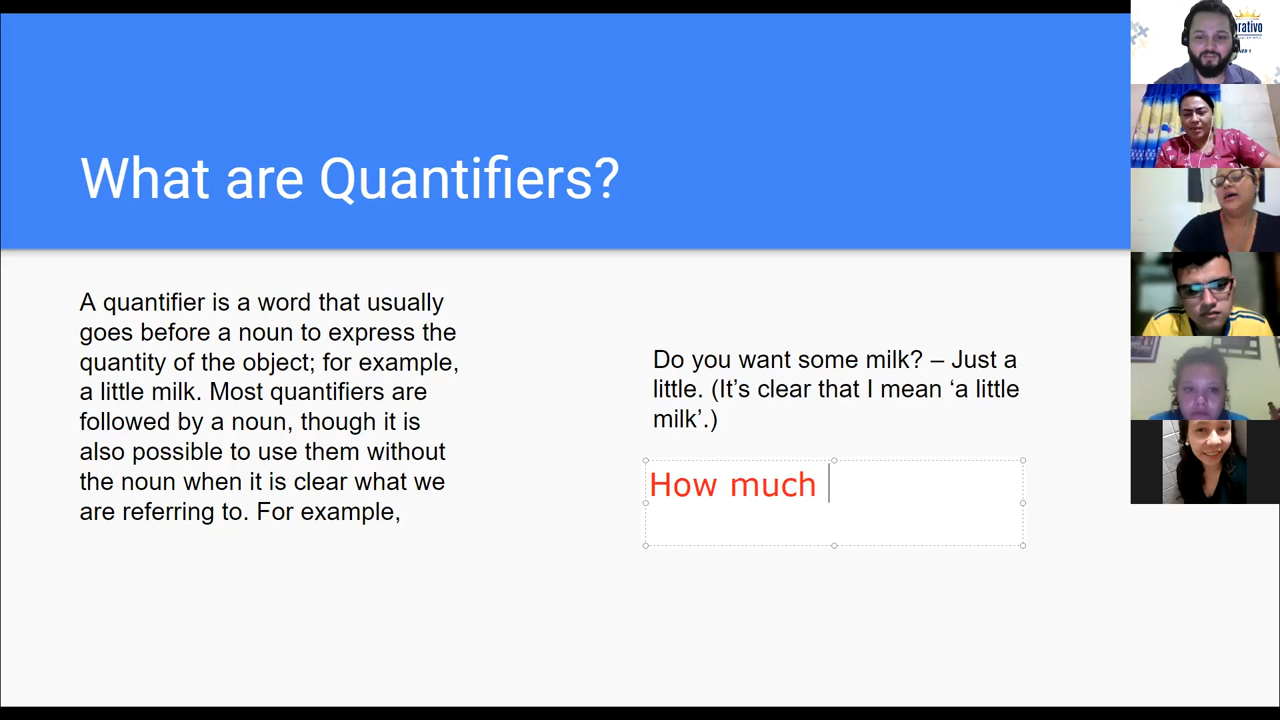 What are Quantifiers?
A quantifier is a word that usually
goes before a noun to express the
quantity of the object; for example,
a little milk. Most quantifiers are
followed by a noun, though it is
also possible to use them without
the noun when it is clear what we
are referring to. For example,
Do you want some milk? – Just a
little. (It’s clear that I mean ‘a little
milk’.)
How much